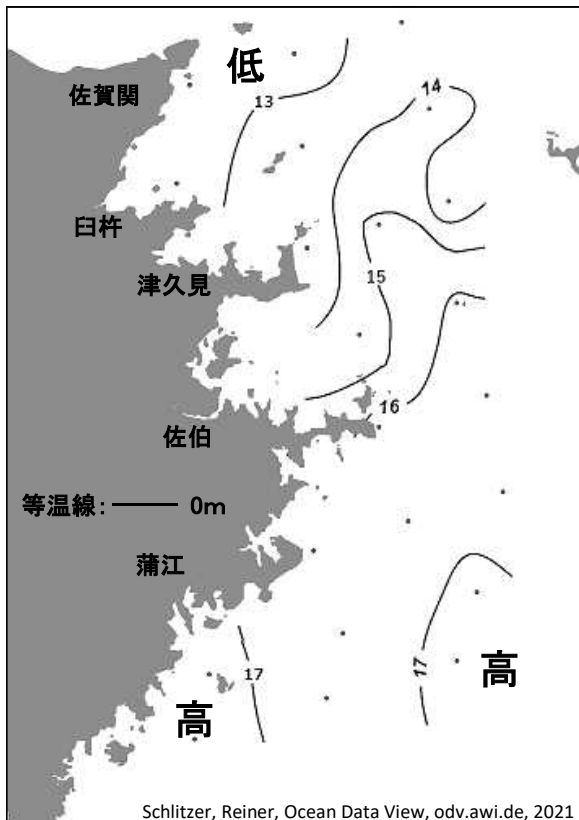 低
佐賀関
13
14
臼杵
津久見
15
16
佐伯
等温線: 0m
蒲江
17
17
高
高
Schlitzer, Reiner, Ocean Data View, odv.awi.de, 2021